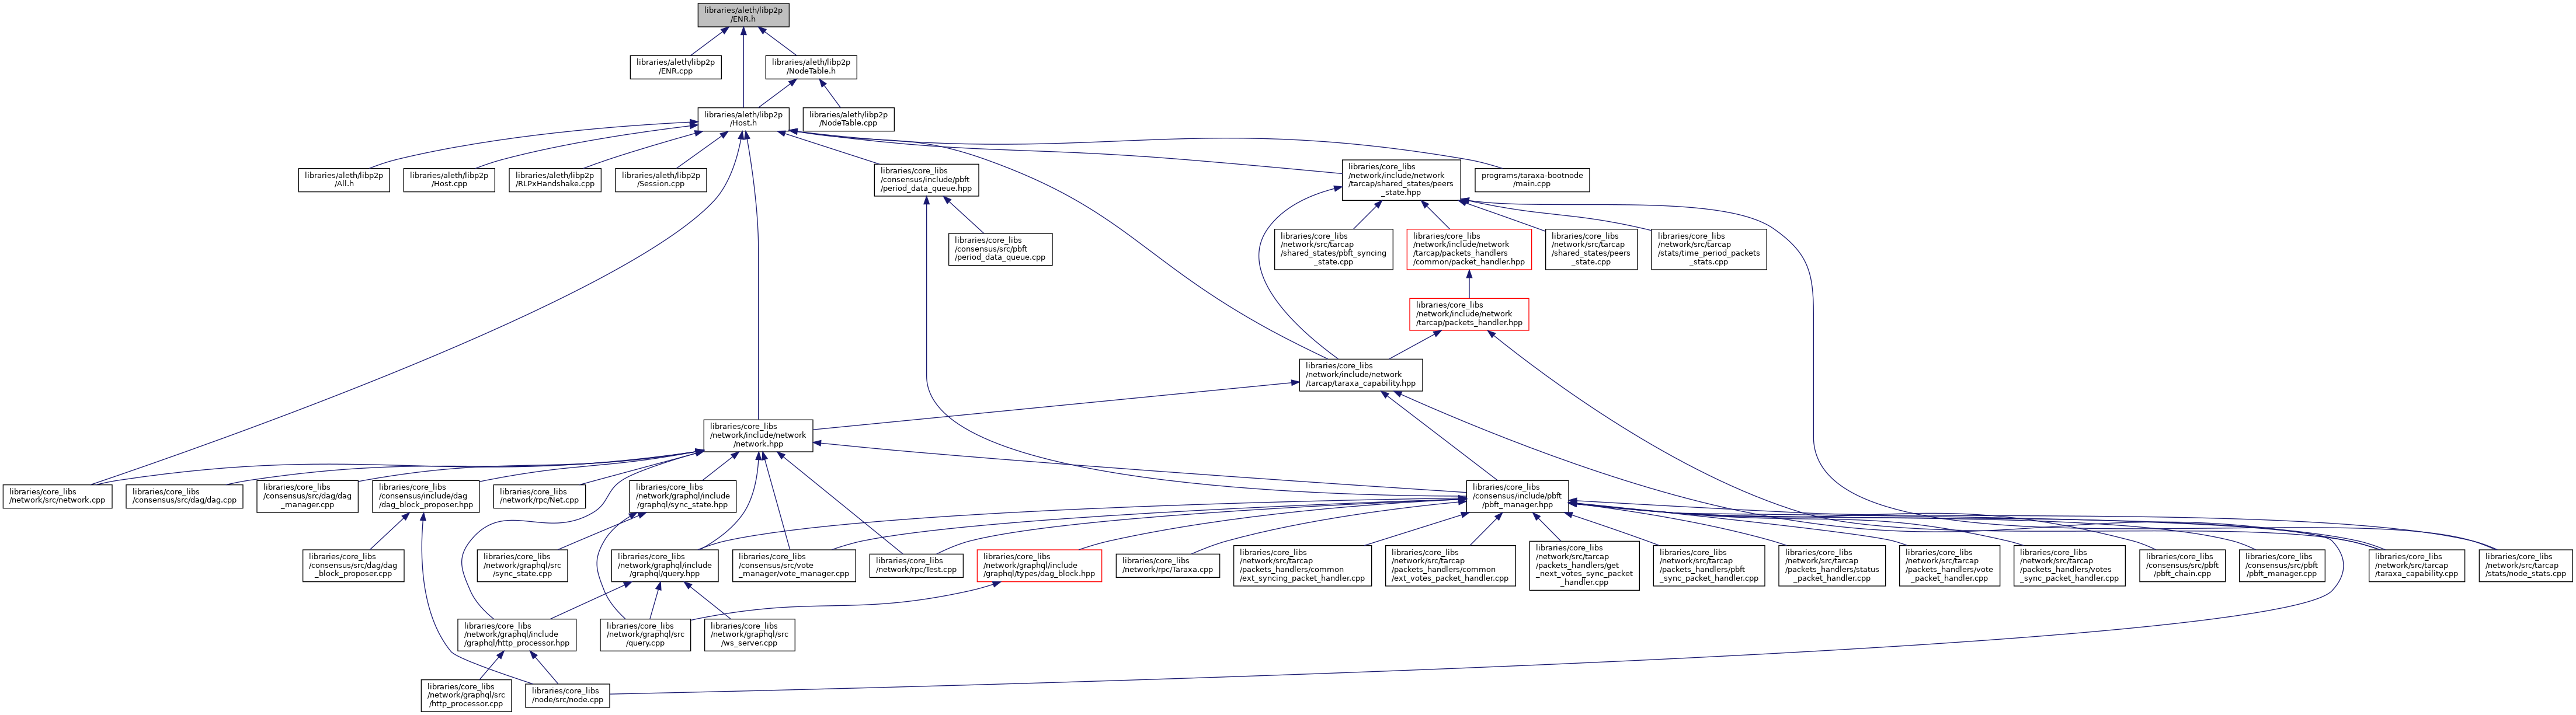 libraries/aleth/libp2p
/ENR.h
libraries/aleth/libp2p
/ENR.cpp
libraries/aleth/libp2p
/NodeTable.h
libraries/aleth/libp2p
/Host.h
libraries/aleth/libp2p
/NodeTable.cpp
libraries/aleth/libp2p
/All.h
libraries/aleth/libp2p
/Host.cpp
libraries/aleth/libp2p
/RLPxHandshake.cpp
libraries/aleth/libp2p
/Session.cpp
libraries/core_libs
/consensus/include/pbft
/period_data_queue.hpp
libraries/core_libs
/network/include/network
/tarcap/shared_states/peers
_state.hpp
programs/taraxa-bootnode
/main.cpp
libraries/core_libs
/consensus/src/pbft
/period_data_queue.cpp
libraries/core_libs
/network/src/tarcap
/shared_states/pbft_syncing
_state.cpp
libraries/core_libs
/network/include/network
/tarcap/packets_handlers
/common/packet_handler.hpp
libraries/core_libs
/network/src/tarcap
/shared_states/peers
_state.cpp
libraries/core_libs
/network/src/tarcap
/stats/time_period_packets
_stats.cpp
libraries/core_libs
/network/include/network
/tarcap/packets_handler.hpp
libraries/core_libs
/network/include/network
/tarcap/taraxa_capability.hpp
libraries/core_libs
/network/include/network
/network.hpp
libraries/core_libs
/network/src/network.cpp
libraries/core_libs
/consensus/src/dag/dag.cpp
libraries/core_libs
/consensus/src/dag/dag
_manager.cpp
libraries/core_libs
/consensus/include/dag
/dag_block_proposer.hpp
libraries/core_libs
/network/rpc/Net.cpp
libraries/core_libs
/network/graphql/include
/graphql/sync_state.hpp
libraries/core_libs
/consensus/include/pbft
/pbft_manager.hpp
libraries/core_libs
/consensus/src/dag/dag
_block_proposer.cpp
libraries/core_libs
/network/graphql/src
/sync_state.cpp
libraries/core_libs
/network/graphql/include
/graphql/query.hpp
libraries/core_libs
/consensus/src/vote
_manager/vote_manager.cpp
libraries/core_libs
/network/rpc/Test.cpp
libraries/core_libs
/network/graphql/include
/graphql/types/dag_block.hpp
libraries/core_libs
/network/rpc/Taraxa.cpp
libraries/core_libs
/network/src/tarcap
/packets_handlers/common
/ext_syncing_packet_handler.cpp
libraries/core_libs
/network/src/tarcap
/packets_handlers/common
/ext_votes_packet_handler.cpp
libraries/core_libs
/network/src/tarcap
/packets_handlers/get
_next_votes_sync_packet
_handler.cpp
libraries/core_libs
/network/src/tarcap
/packets_handlers/pbft
_sync_packet_handler.cpp
libraries/core_libs
/network/src/tarcap
/packets_handlers/status
_packet_handler.cpp
libraries/core_libs
/network/src/tarcap
/packets_handlers/vote
_packet_handler.cpp
libraries/core_libs
/network/src/tarcap
/packets_handlers/votes
_sync_packet_handler.cpp
libraries/core_libs
/consensus/src/pbft
/pbft_chain.cpp
libraries/core_libs
/consensus/src/pbft
/pbft_manager.cpp
libraries/core_libs
/network/src/tarcap
/taraxa_capability.cpp
libraries/core_libs
/network/src/tarcap
/stats/node_stats.cpp
libraries/core_libs
/network/graphql/include
/graphql/http_processor.hpp
libraries/core_libs
/network/graphql/src
/query.cpp
libraries/core_libs
/network/graphql/src
/ws_server.cpp
libraries/core_libs
/network/graphql/src
/http_processor.cpp
libraries/core_libs
/node/src/node.cpp